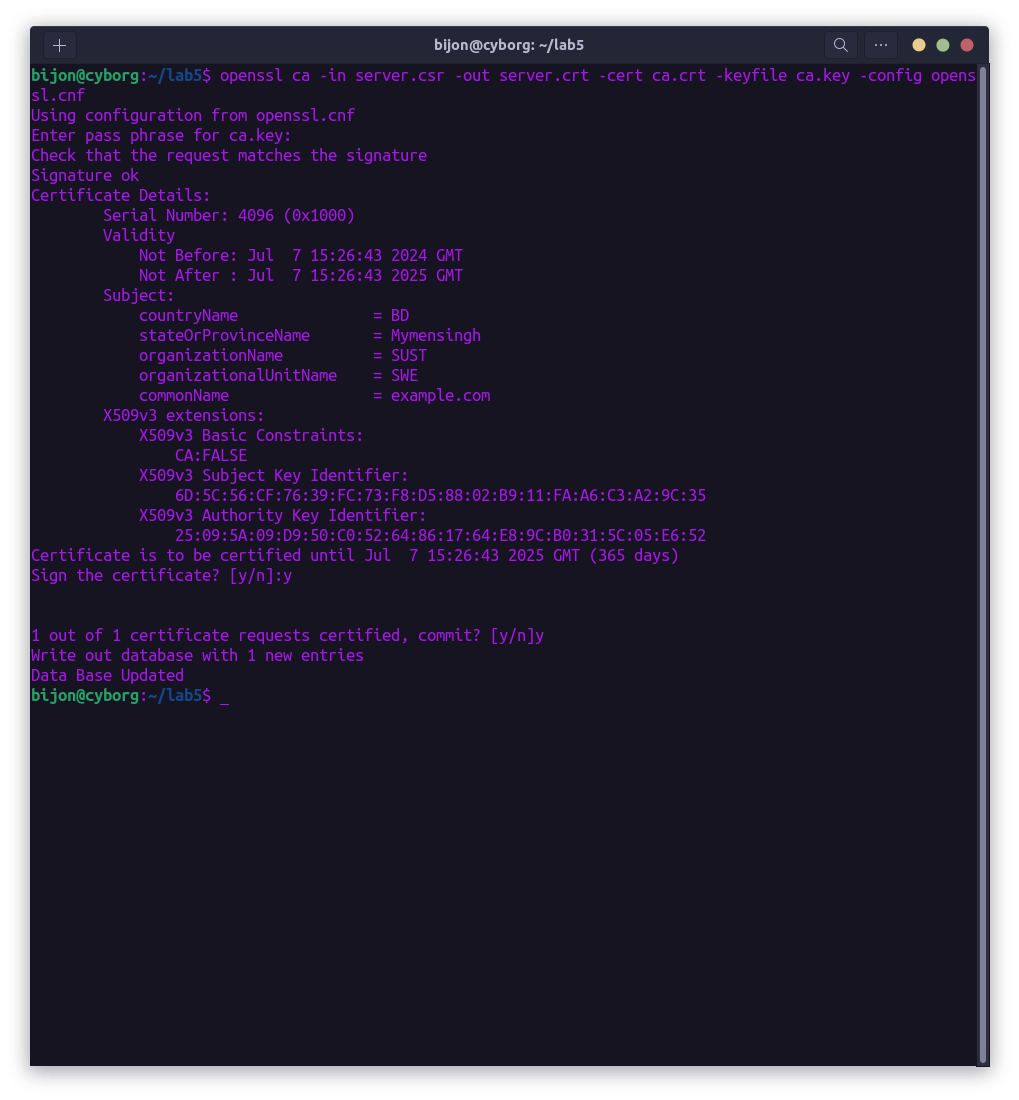 bijon@cyborg: ~/lab5
bijon@cyborg:~/lab5$ openssl ca -in server.csr -out server.crt -cert ca.crt -keyfile ca.key -config opens
sl.cnf
Using configuration from openssl.cnf
Enter pass phrase for ca.key:
Check that the request matches the signature
Signature ok
Certificate Details:
        Serial Number: 4096 (0x1000)
        Validity
            Not Before: Jul  7 15:26:43 2024 GMT
            Not After : Jul  7 15:26:43 2025 GMT
        Subject:
            countryName               = BD
            stateOrProvinceName       = Mymensingh
            organizationName          = SUST
            organizationalUnitName    = SWE
            commonName                = example.com
        X509v3 extensions:
            X509v3 Basic Constraints:
                CA:FALSE
            X509v3 Subject Key Identifier:
                6D:5C:56:CF:76:39:FC:73:F8:D5:88:02:B9:11:FA:A6:C3:A2:9C:35
            X509v3 Authority Key Identifier:
                25:09:5A:09:D9:50:C0:52:64:86:17:64:E8:9C:B0:31:5C:05:E6:52
Certificate is to be certified until Jul  7 15:26:43 2025 GMT (365 days)
Sign the certificate? [y/n]:y
1 out of 1 certificate requests certified, commit? [y/n]y
Write out database with 1 new entries
Data Base Updated
bijon@cyborg:~/lab5$ _